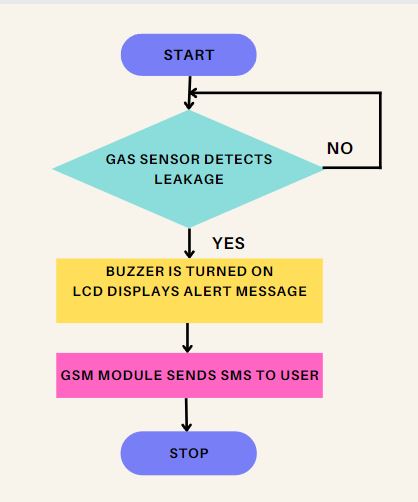 START
NO
GAS SENSOR DETECTS
LEAKAGE
YES
BUZZER IS TURNED ON
LCD DISPLAYS ALERT MESSAGE
GSM MODULE SENDS SMS TO USER
STOP